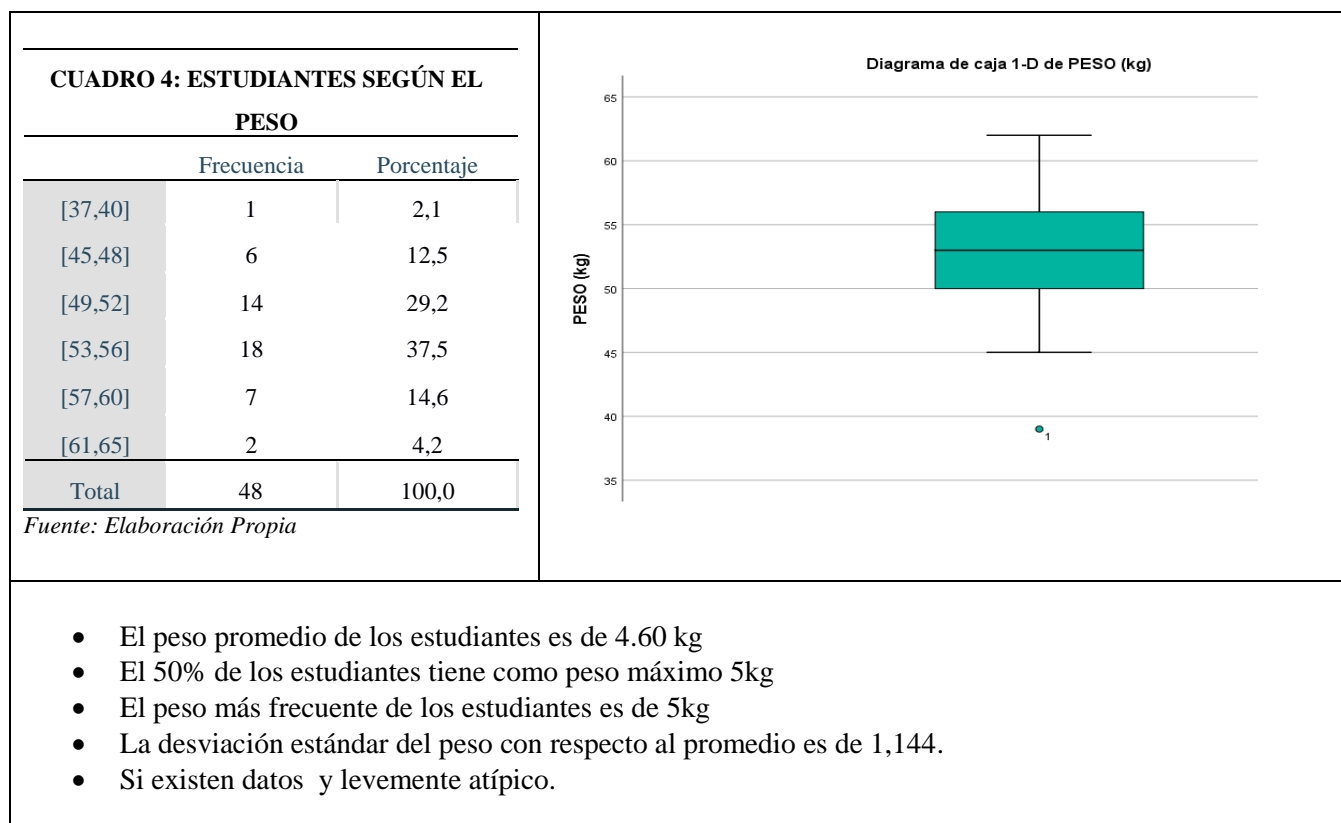 CUADRO 4: ESTUDIANTES SEGÚN EL
PESO
Frecuencia Porcentaje
[37,40] 1 2,1
[45,48] 6 12,5
[49,52] 14 29,2
[53,56] 18 37,5
[57,60] 7 14,6
[61,65] 2 4,2
Total 48 100,0
Fuente: Elaboración Propia
Diagrama de caja 1-D de PESO (kg)
PESO (kg)
65
60
55
50
45
40
35
1
• El peso promedio de los estudiantes es de 4.60 kg
• El 50% de los estudiantes tiene como peso máximo 5kg
• El peso más frecuente de los estudiantes es de 5kg
• La desviación estándar del peso con respecto al promedio es de 1,144.
• Si existen datos y levemente atípico.